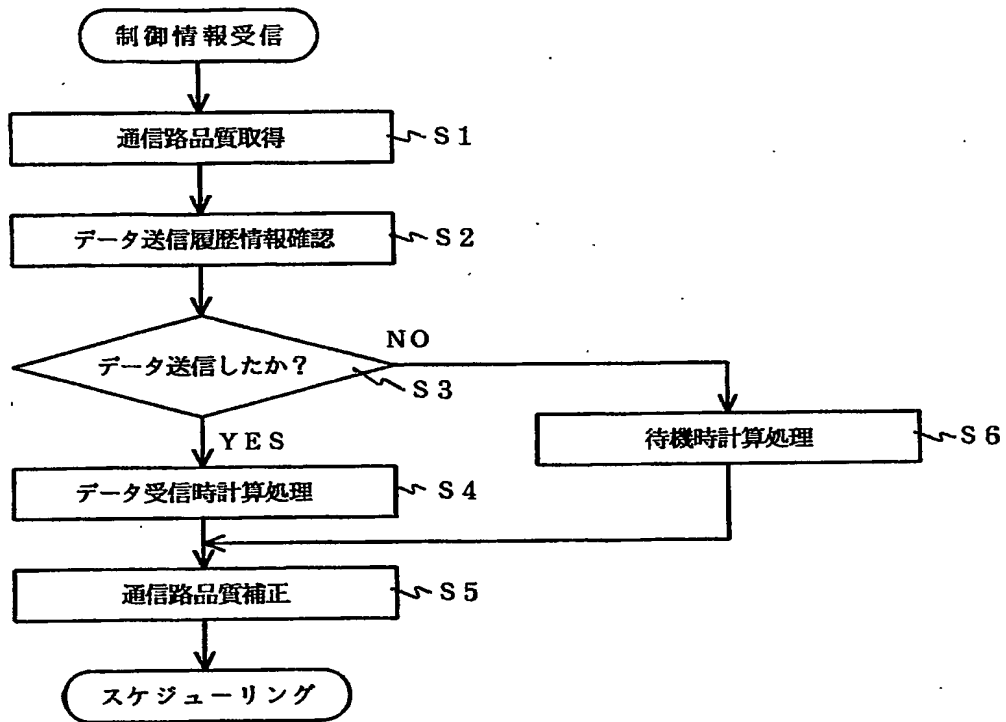 制御情報受信
通信路品質取得
S1
データ送信履歴情報確認
S2
データ送信したか？
NO
S3
YES
待機時計算処理
S6
データ受信時計算処理
S4
通信路品質補正
S5
スケジューリング